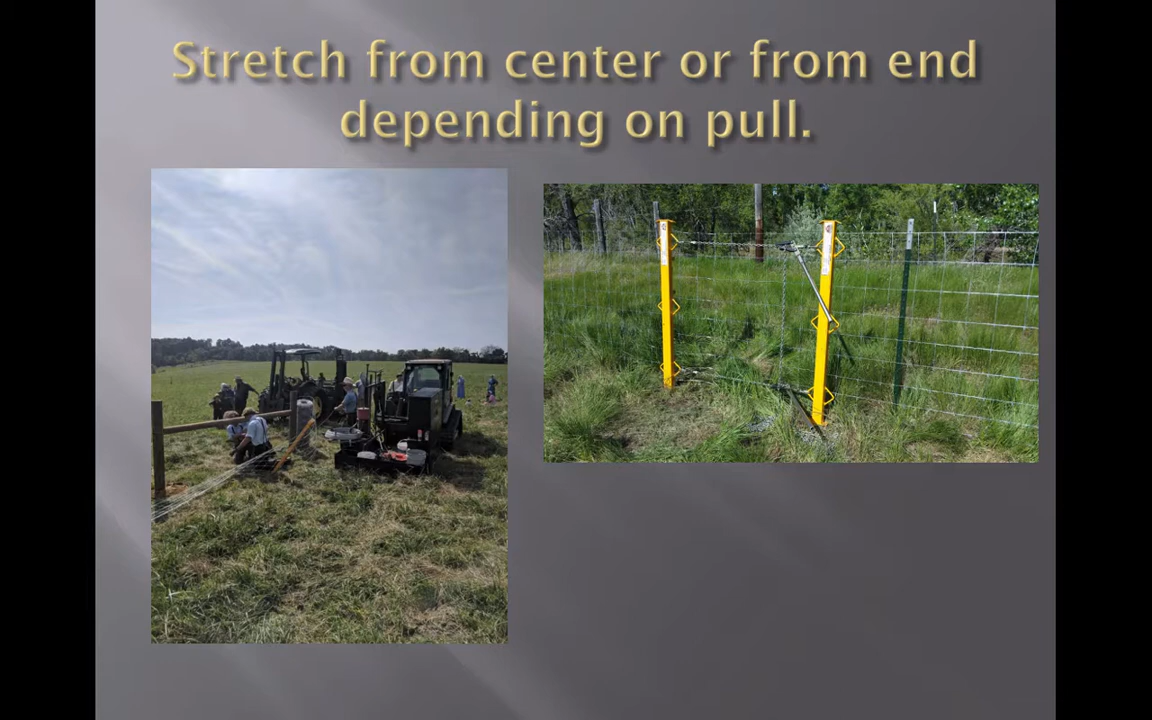 Stretch from center or from end
depending on pull.